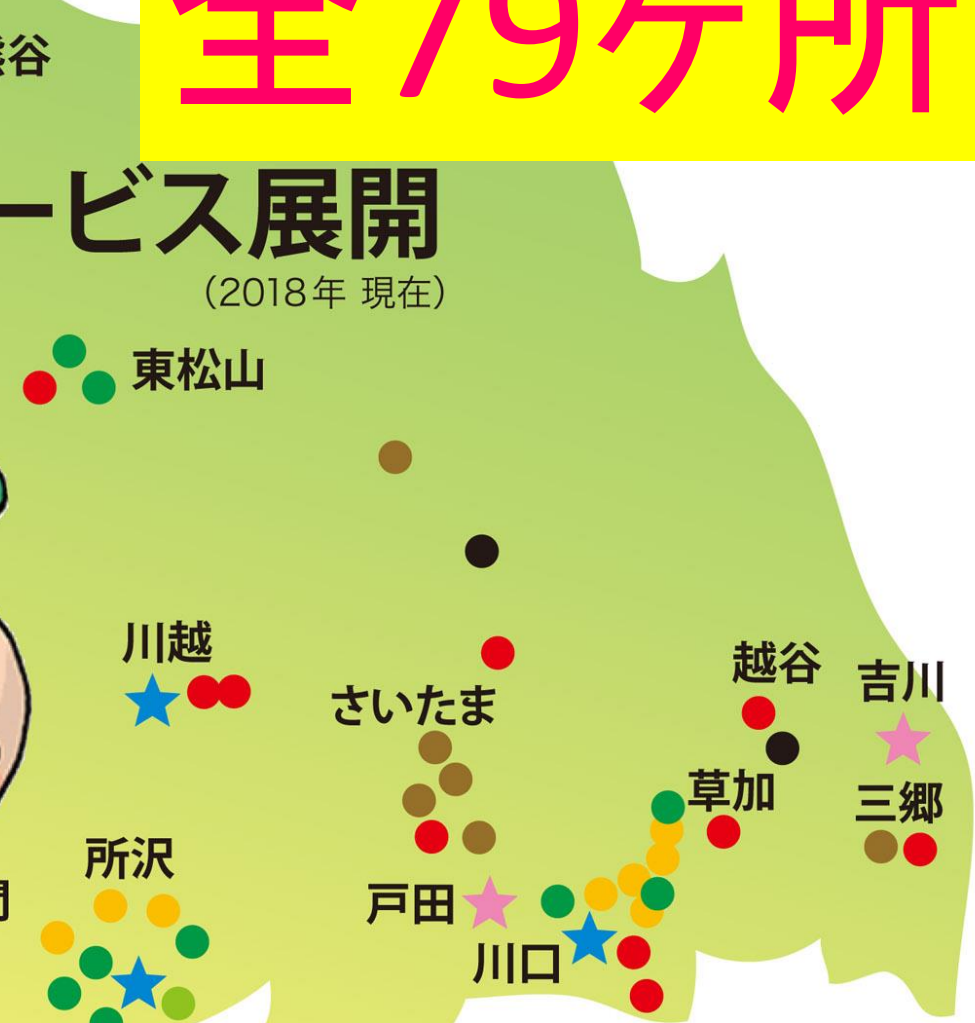 全79ヶ所
谷
ービス展開
（2018年 現在）
東松山
川越
さいたま
越谷
吉川
草加
三郷
所沢
戸田
川口